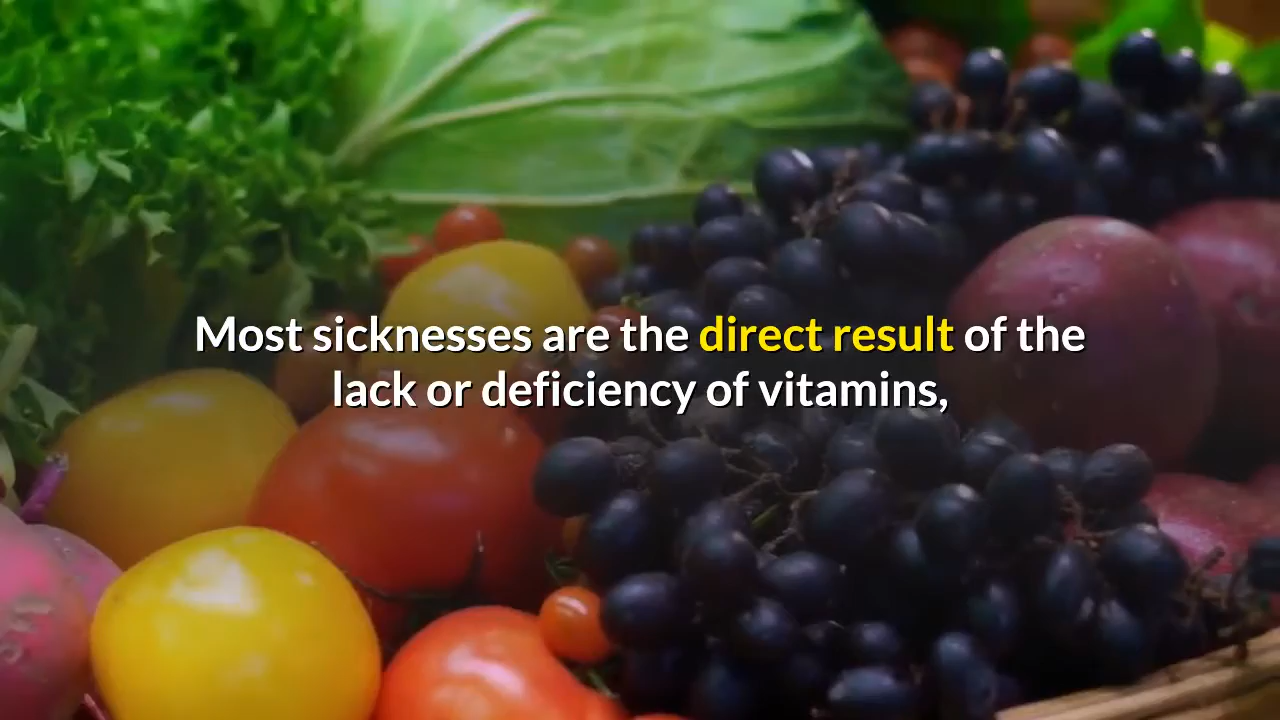 Most sicknesses are the direct result of the
lack or deficiency of vitamins,